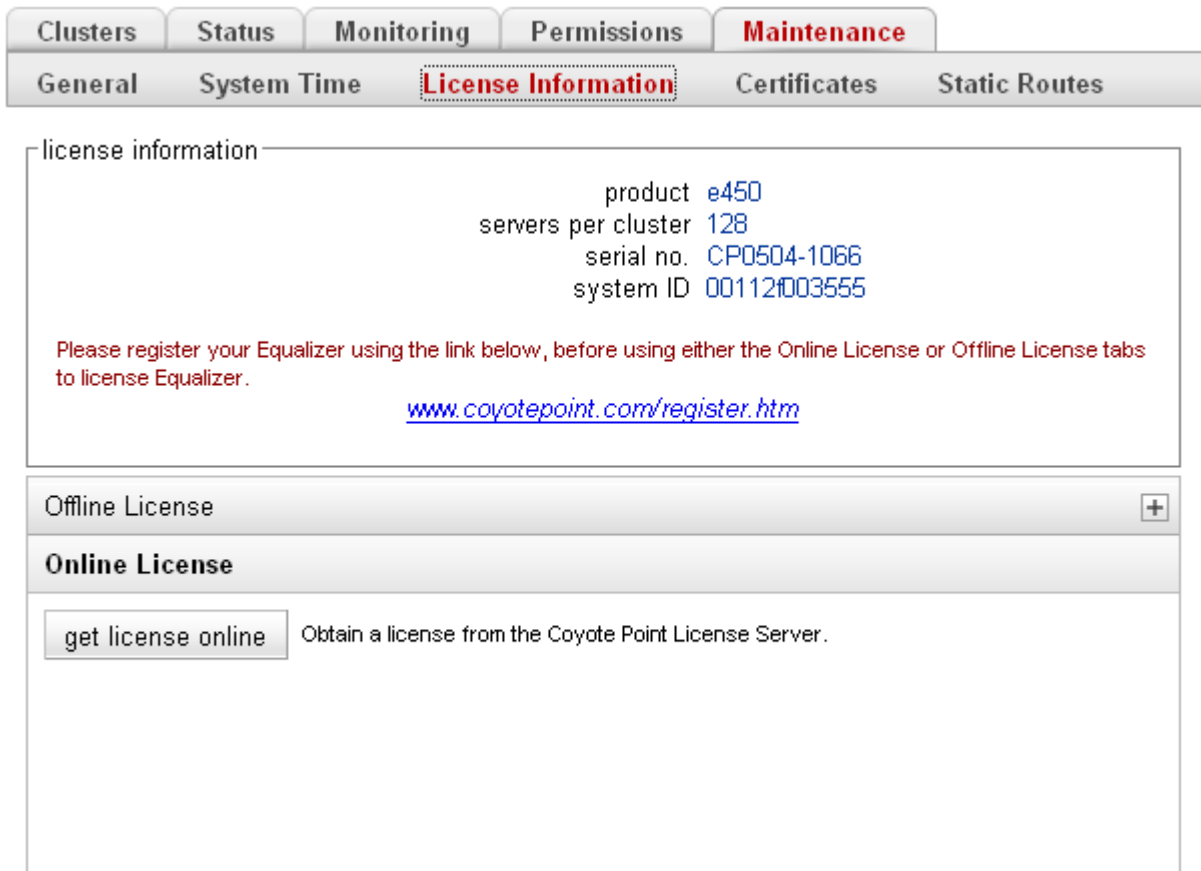 Clusters Status Monitoring Permissions Maintenance
General System Time License Information Certificates Static Routes
license information
product e450
servers per cluster 128
serial no. CP0504-1066
system ID 00112f003555
Please register your Equalizer using the link below, before using either the Online License or Offline License tabs
to license Equalizer.
www.coyotepoint.com/register.htm
Offline License
Online License
get license online Obtain a license from the Coyote Point License Server.